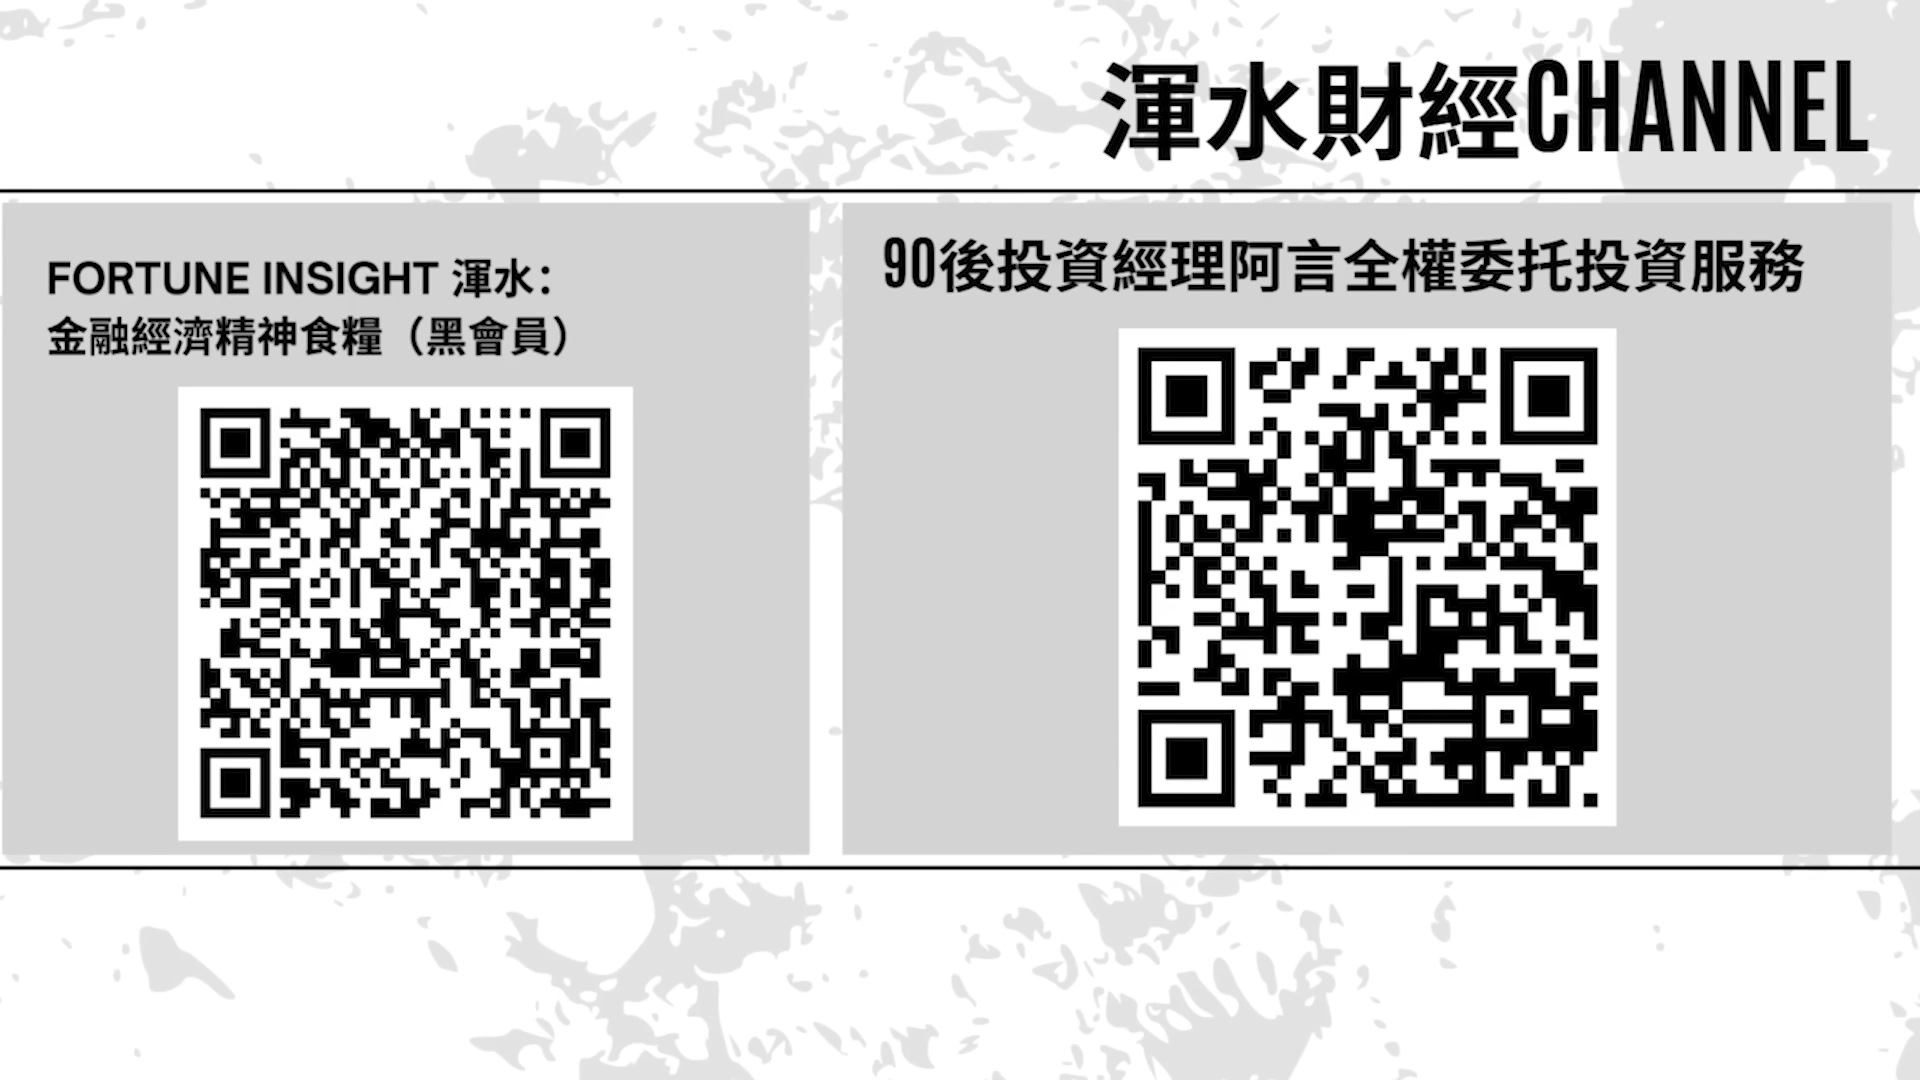 渾水財經CHANNEL
FORTUNE INSIGHT 渾水：
金融經濟精神食糧（黑會員）
90後投資經理阿言全權委托投資服務